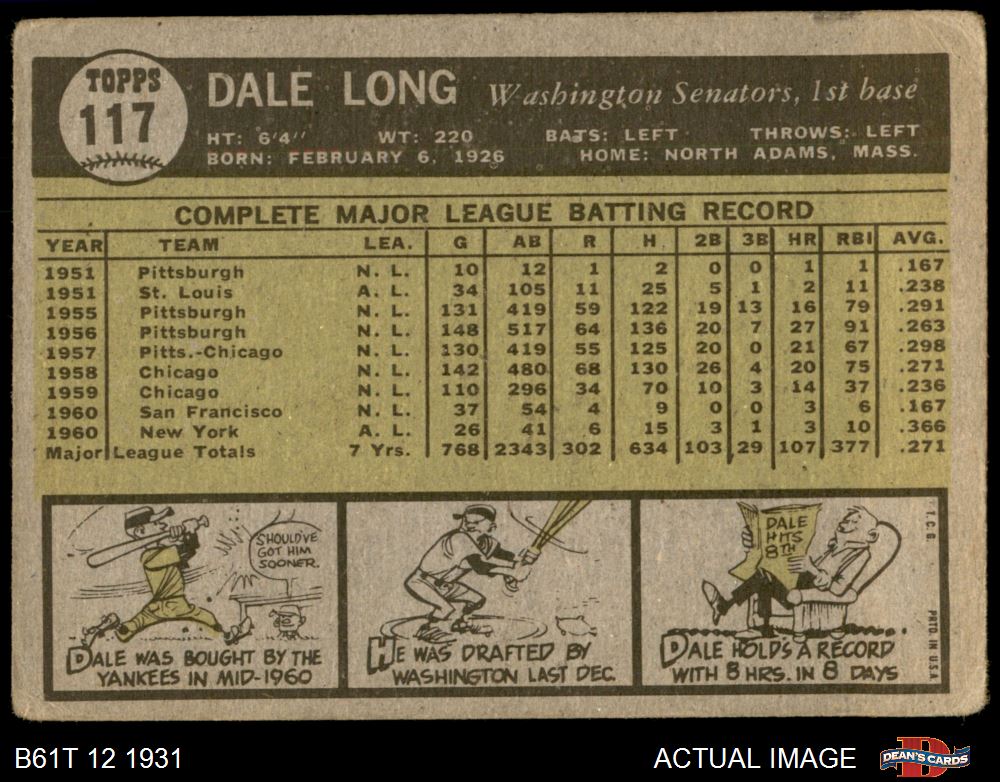 TOPPS
117
DALE LONG Washington Senators, 1st base
HT: 6'4" WT: 220 BATS: LEFT THROWS: LEFT
BORN: FEBRUARY 6, 1926 HOME: NORTH ADAMS, MASS.
COMPLETE MAJOR LEAGUE BATTING RECORD
YEAR TEAM LEA. G AB R H 2B 3B HR RBI AVG.
1951 Pittsburgh N. L. 10 12 1 2 0 0 1 1 .167
1951 St. Louis A. L. 34 105 11 25 5 1 2 11 .238
1955 Pittsburgh N. L. 131 419 59 122 19 13 16 79 .291
1956 Pittsburgh N. L. 148 517 64 136 20 7 27 91 .263
1957 Pitts.-Chicago N. L. 130 419 55 125 20 0 21 67 .298
1958 Chicago N. L. 142 480 68 130 26 4 20 75 .271
1959 Chicago N. L. 110 296 34 70 10 3 14 37 .236
1960 San Francisco N. L. 37 54 4 9 0 0 3 6 .167
1960 New York A. L. 26 41 6 15 3 1 3 10 .366
Major League Totals 7 Yrs. 768 2343 302 634 103 29 107 377 .271
SHOULD'VE
GOT HIM
SOONER.
DALE WAS BOUGHT BY THE
YANKEES IN MID-1960
HE WAS DRAFTED BY
WASHINGTON LAST DEC.
DALE
HITS
8TH
DALE HOLDS A RECORD
WITH 8 HRS. IN 8 DAYS
T.C.G.
PRTD. IN U.S.A.
B61T 12 1931
ACTUAL IMAGE
DEAN'S CARDS